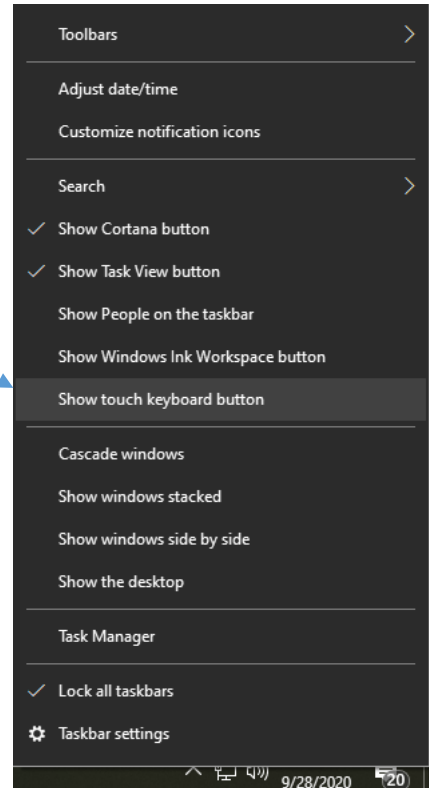 Toolbars
Adjust date/time
Customize notification icons
Search
Show Cortana button
Show Task View button
Show People on the taskbar
Show Windows Ink Workspace button
Show touch keyboard button
Cascade windows
Show windows stacked
Show windows side by side
Show the desktop
Task Manager
Lock all taskbars
Taskbar settings
9/28/2020 20